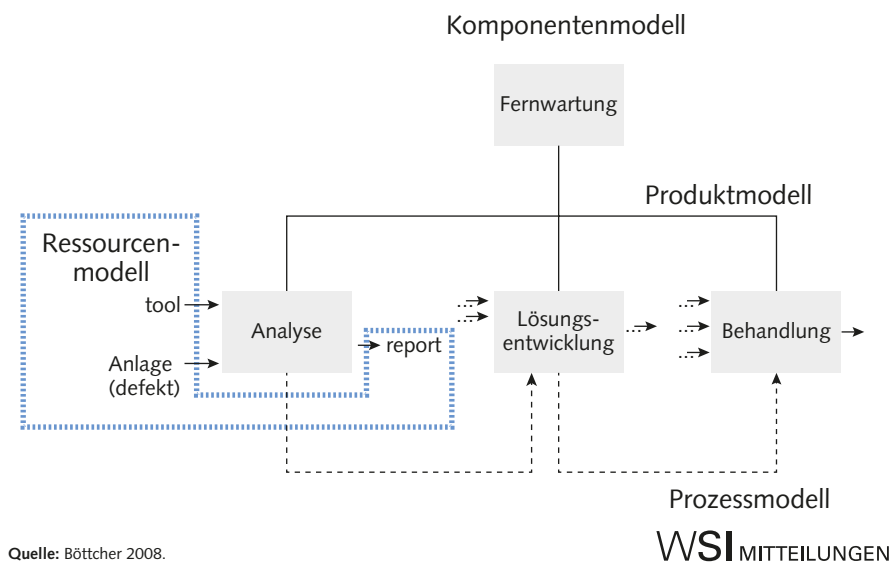 Komponentenmodell
Fernwartung
Produktmodell
Ressourcen-
modell
tool
Anlage
(defekt)
Analyse
report
...
...
Lösungs-
entwicklung
...
...
...
...
Behandlung
Prozessmodell
Quelle: Böttcher 2008.
WSI MITTEILUNGEN